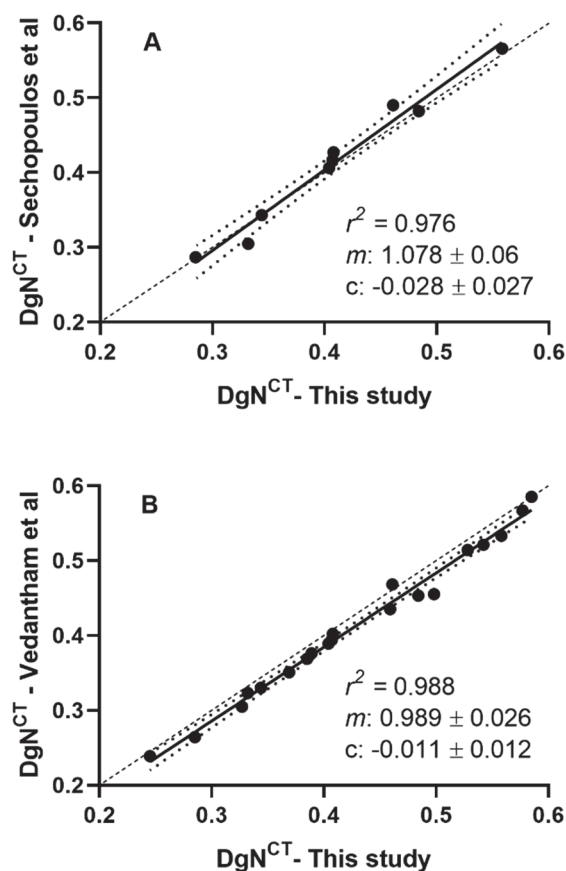 A
DgN^CT - Sechopoulos et al
0.6
0.5
0.4
0.3
0.2
r² = 0.976
m: 1.078 ± 0.06
c: -0.028 ± 0.027
0.2 0.3 0.4 0.5 0.6
DgN^CT- This study
B
DgN^CT - Vedantham et al
0.6
0.5
0.4
0.3
0.2
r² = 0.988
m: 0.989 ± 0.026
c: -0.011 ± 0.012
0.2 0.3 0.4 0.5 0.6
DgN^CT- This study